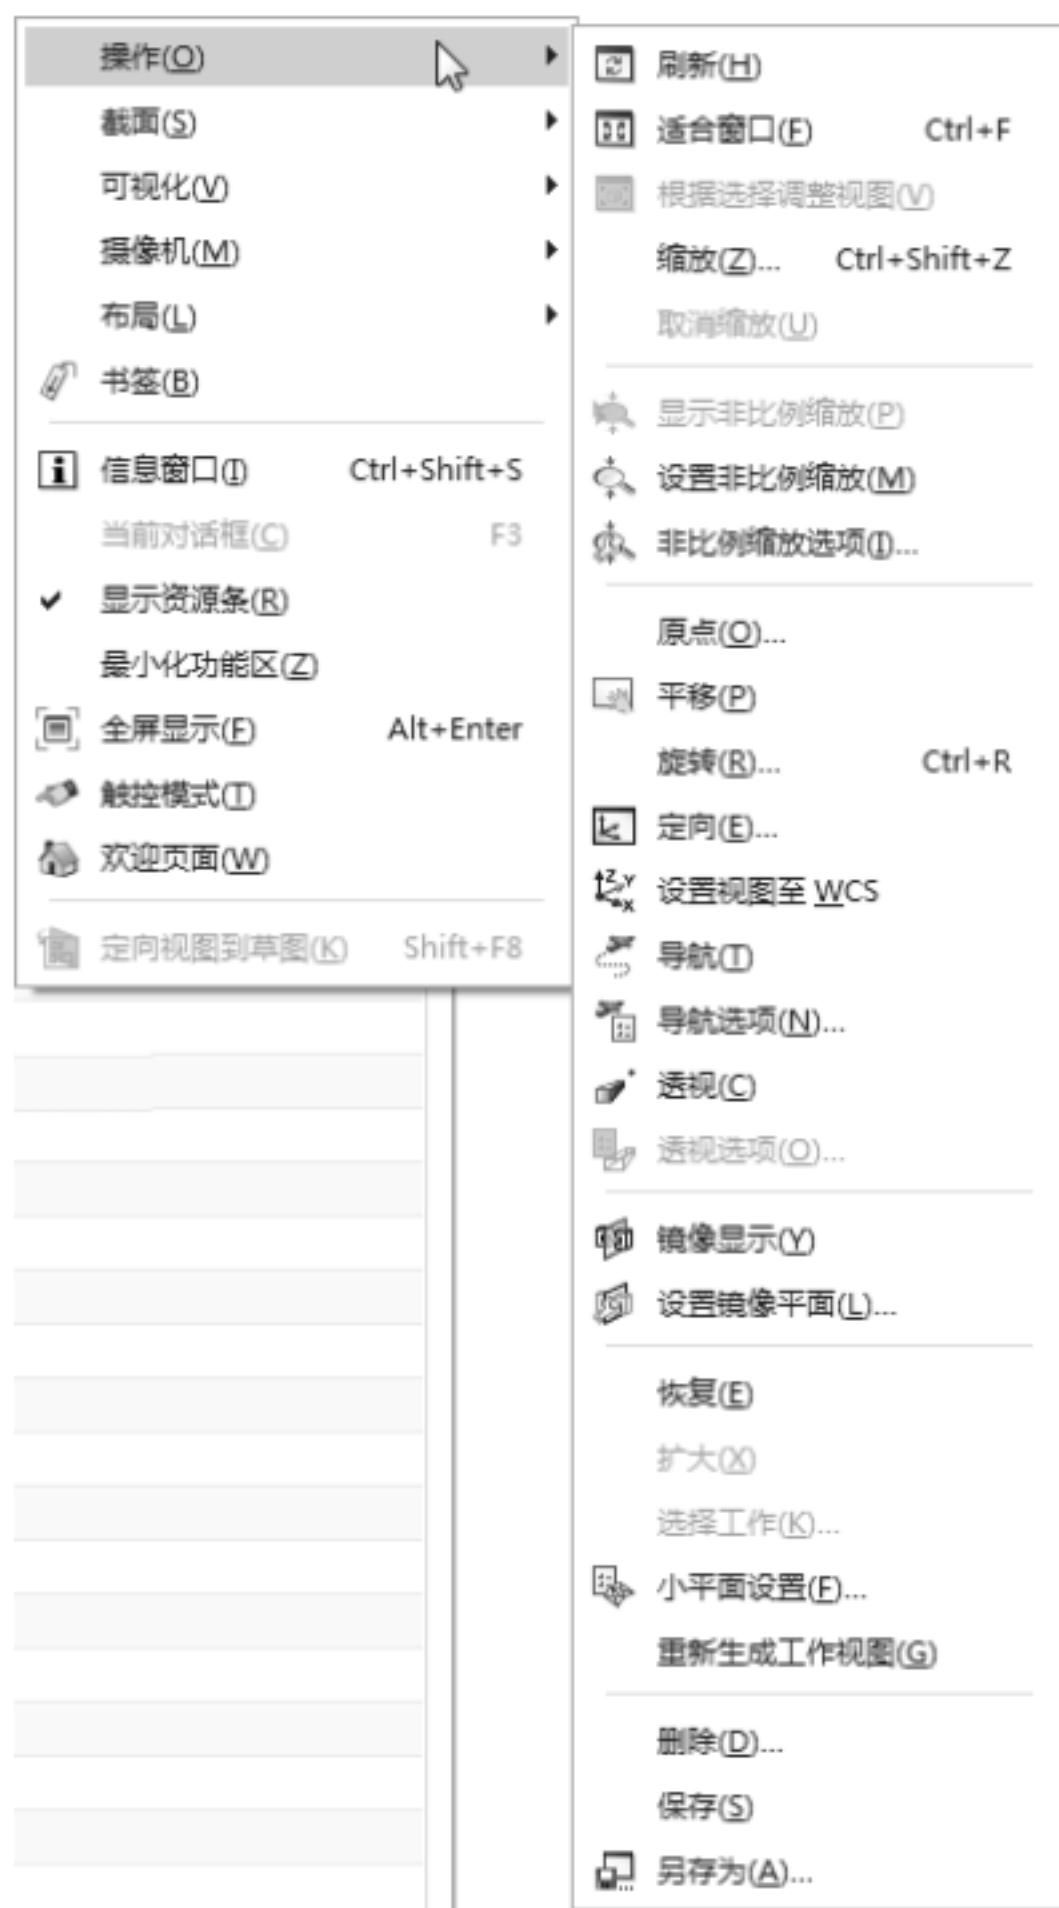 操作(O)
截面(S)
可视化(V)
摄像机(M)
布局(L)
书签(B)
信息窗口(I) Ctrl+Shift+S
当前对话框(C) F3
显示资源条(R)
最小化功能区(Z)
全屏显示(F) Alt+Enter
触控模式(T)
欢迎页面(W)
定向视图到草图(K) Shift+F8
刷新(H)
适合窗口(F) Ctrl+F
根据选择调整视图(V)
缩放(Z)... Ctrl+Shift+Z
取消缩放(U)
显示非比例缩放(P)
设置非比例缩放(M)
非比例缩放选项(I)...
原点(O)...
平移(P)
旋转(R)... Ctrl+R
定向(E)...
设置视图至 WCS
导航(T)
导航选项(N)...
透视(C)
透视选项(O)...
镜像显示(Y)
设置镜像平面(L)...
恢复(E)
扩大(X)
选择工作(K)...
小平面设置(F)...
重新生成工作视图(G)
删除(D)...
保存(S)
另存为(A)...